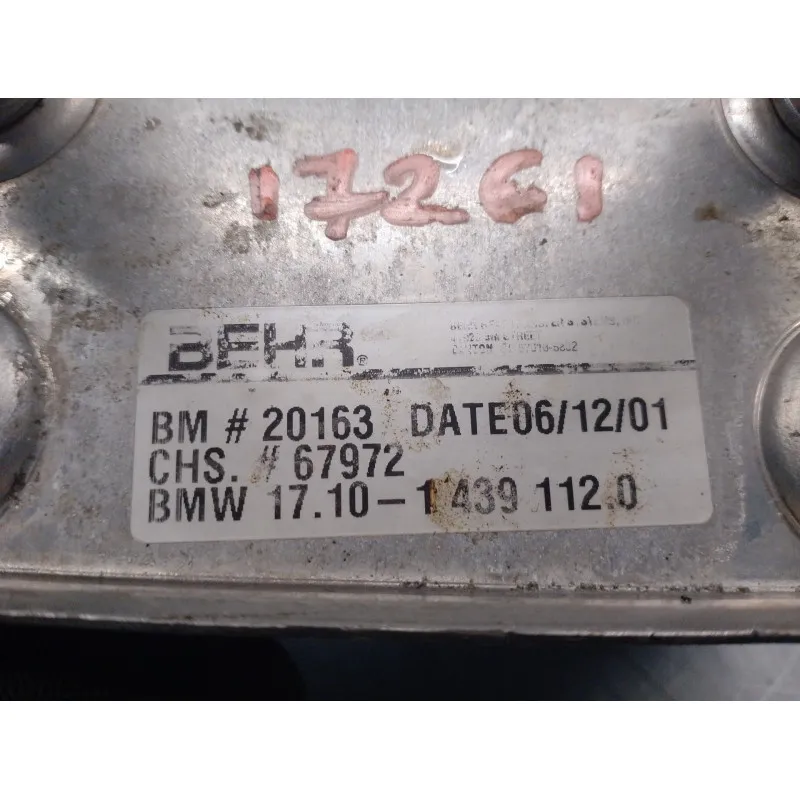 17261
BEHR®
BM # 20163 DATE06/12/01
CHS. # 67972
BMW 17.10-1 439 112.0